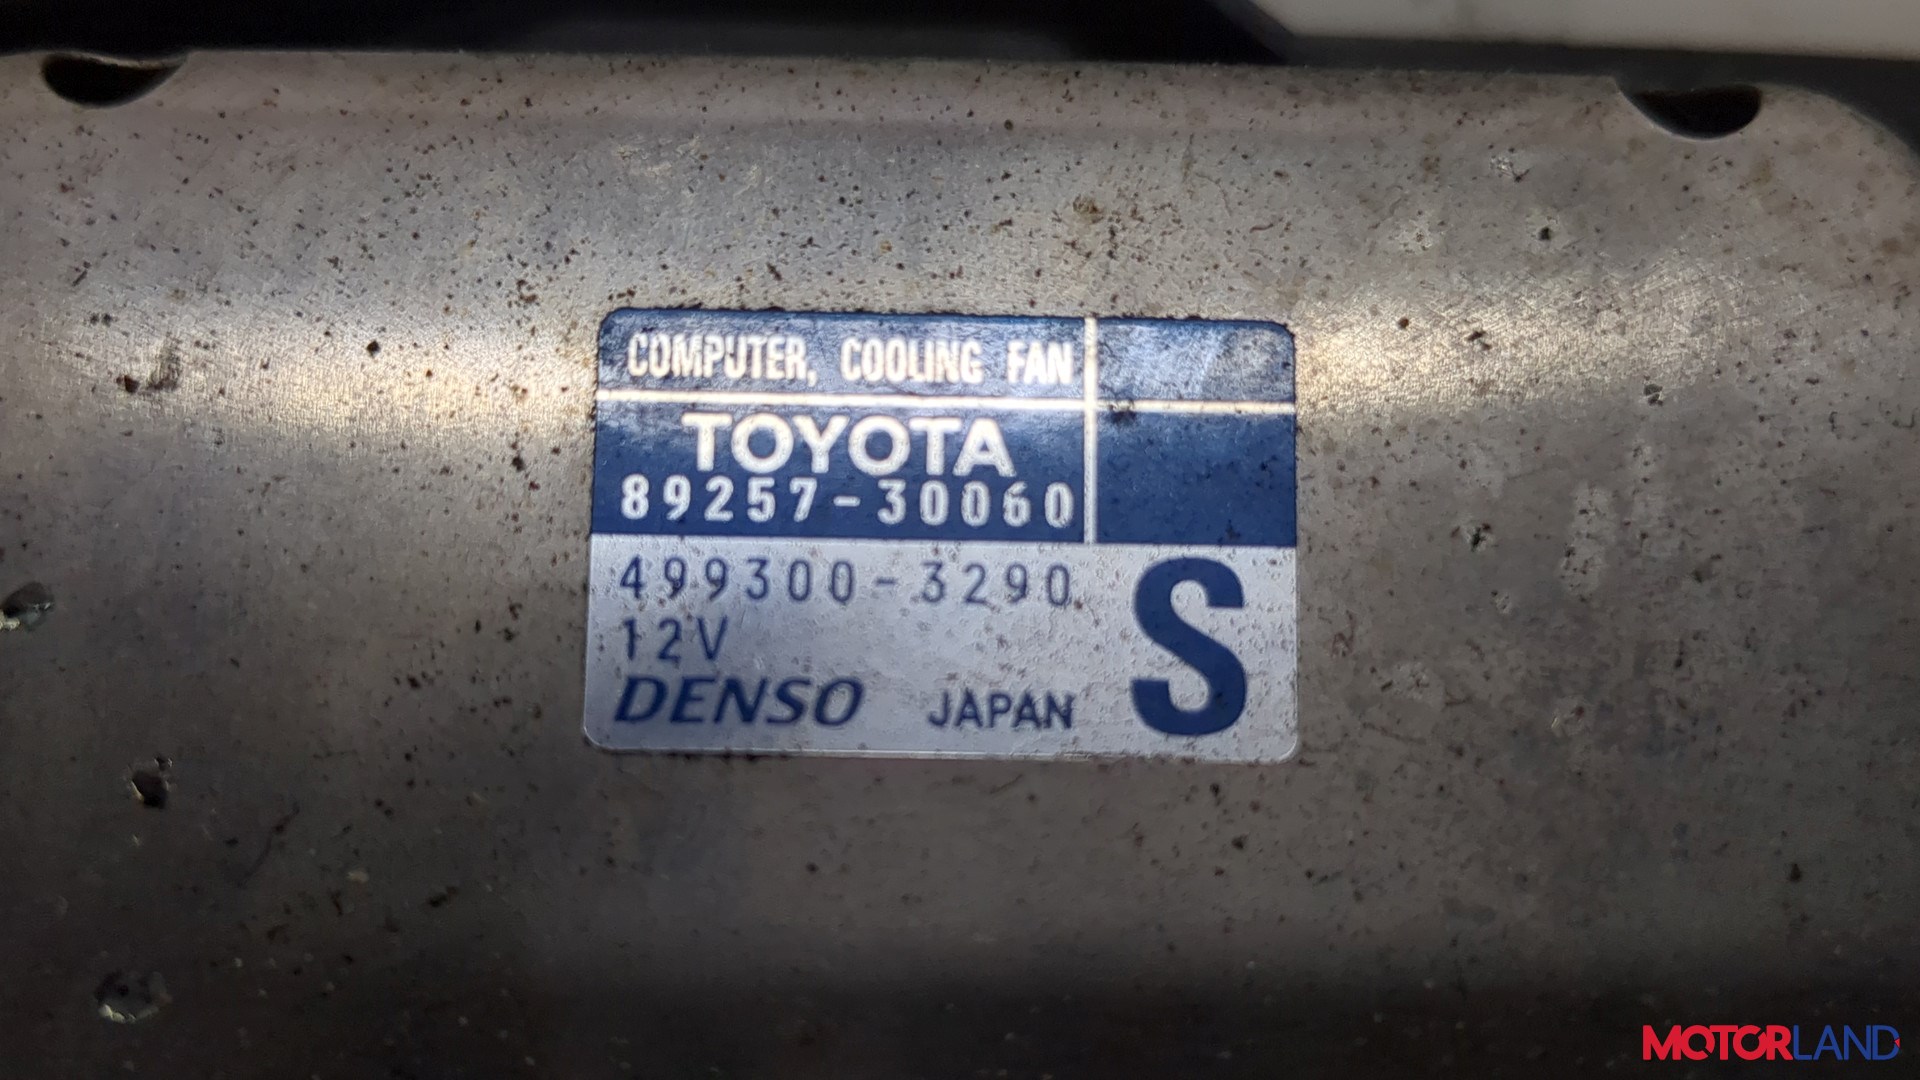 COMPUTER, COOLING FAN
TOYOTA
89257-30060
499300-3290
12V
DENSO JAPAN
S
MOTORLAND